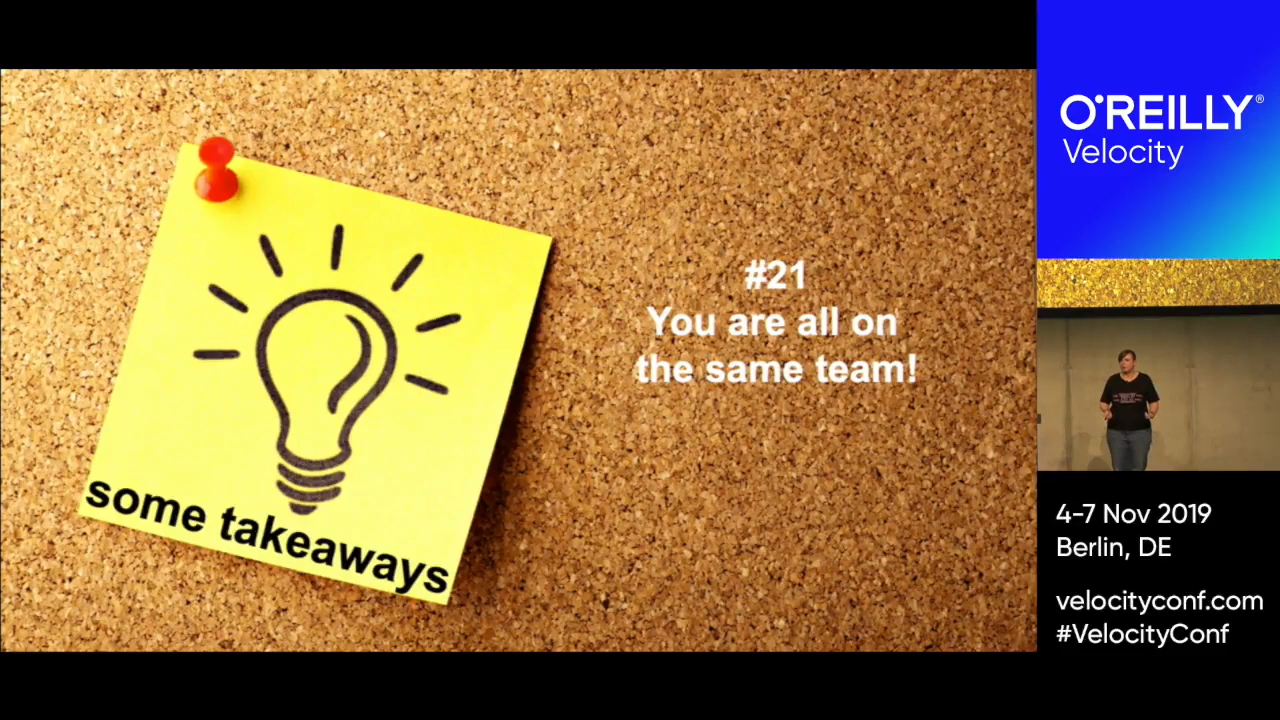 some takeaways
#21
You are all on
the same team!
O'REILLY®
Velocity
4–7 Nov 2019
Berlin, DE
velocityconf.com
#VelocityConf